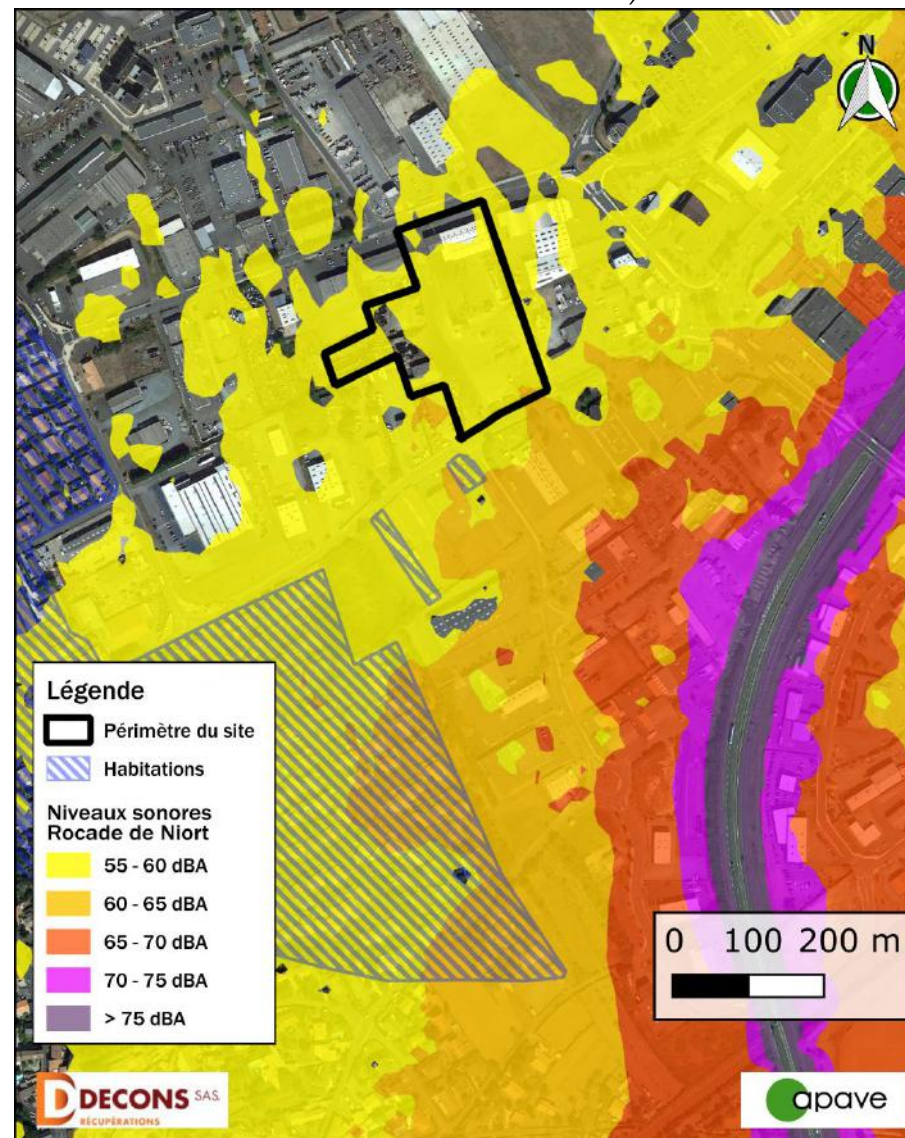 N
Légende
Périmètre du site
Habitations
Niveaux sonores
Rocade de Niort
55 - 60 dBA
60 - 65 dBA
65 - 70 dBA
70 - 75 dBA
> 75 dBA
0 100 200 m
D DECONS SAS
RÉCUPÉRATIONS
apave